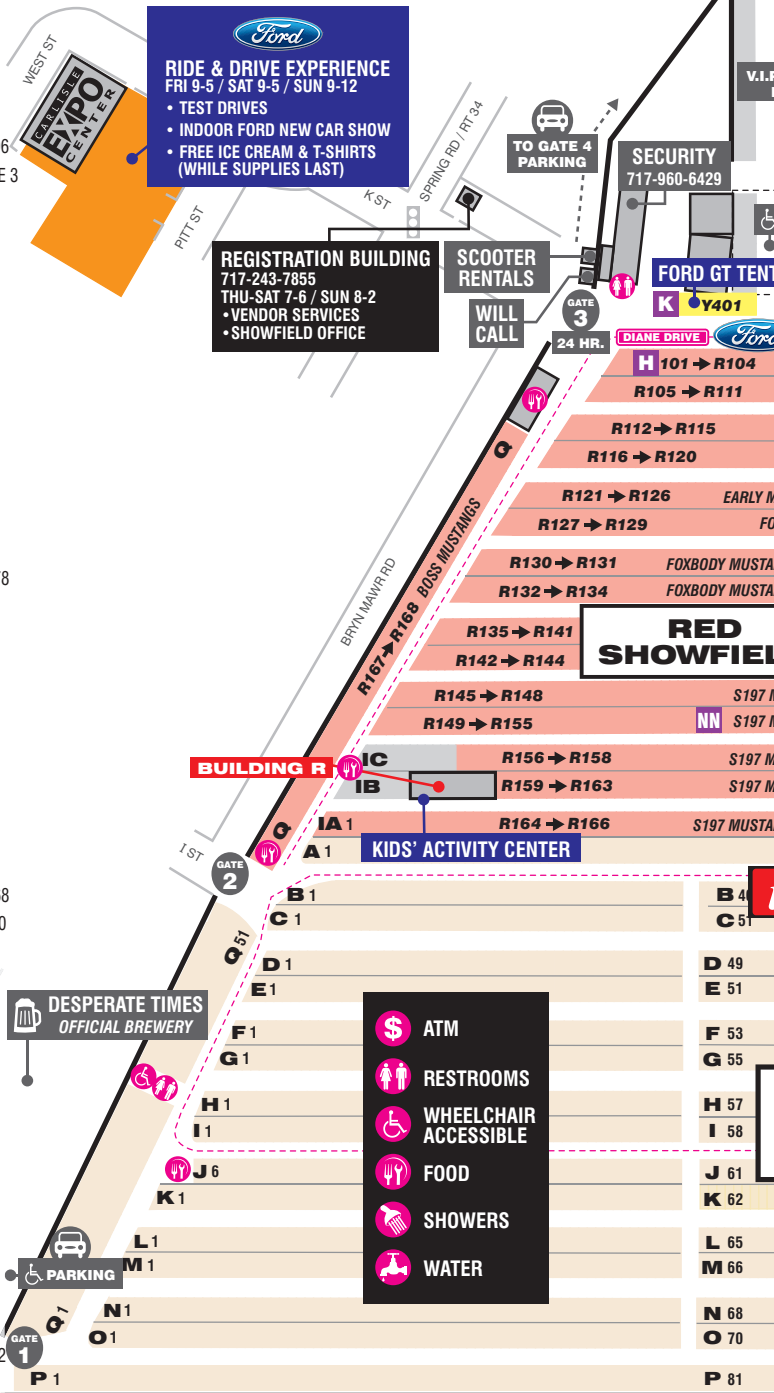 WEST ST
CARLISLE
EXPO
CENTER
Ford
RIDE & DRIVE EXPERIENCE
FRI 9-5 / SAT 9-5 / SUN 9-12
• TEST DRIVES
• INDOOR FORD NEW CAR SHOW
• FREE ICE CREAM & T-SHIRTS
(WHILE SUPPLIES LAST)
PITT ST
K ST
SPRING RD / RT 34
TO GATE 4
PARKING
SECURITY
717-960-6429
REGISTRATION BUILDING
717-243-7855
THU-SAT 7-6 / SUN 8-2
• VENDOR SERVICES
• SHOWFIELD OFFICE
SCOOTER
RENTALS
WILL
CALL
GATE
3
24 HR.
FORD GT TENT
K Y401
DIANE DRIVE
Ford
H 101 → R104
R105 → R111
R112 → R115
R116 → R120
R121 → R126
R127 → R129
R130 → R131
FOXBODY
R132 → R134
FOXBODY
R135 → R141
R142 → R144
RED
R145 → R148
S197
R149 → R155
NN S197
Q
R167 → R168 BOSS MUSTANGS
BRYN MAWR RD
BUILDING R
IC
R156 → R158
S197
IB
R159 → R163
S197
IA 1
R164 → R166
S197
Q
A 1
KIDS' ACTIVITY CENTER
I ST
GATE
2
B 1
B
C 1
C 51
Q 51
D 1
D 49
E 1
E 51
DESPERATE TIMES
OFFICIAL BREWERY
F 1
F 53
G 1
G 55
H 1
H 57
I 1
I 58
J 6
J 61
K 1
K 62
L 1
L 65
M 1
M 66
N 1
N 68
O 1
O 70
P 1
P 81
ATM
RESTROOMS
WHEELCHAIR
ACCESSIBLE
FOOD
SHOWERS
WATER
PARKING
Q 1
GATE
1